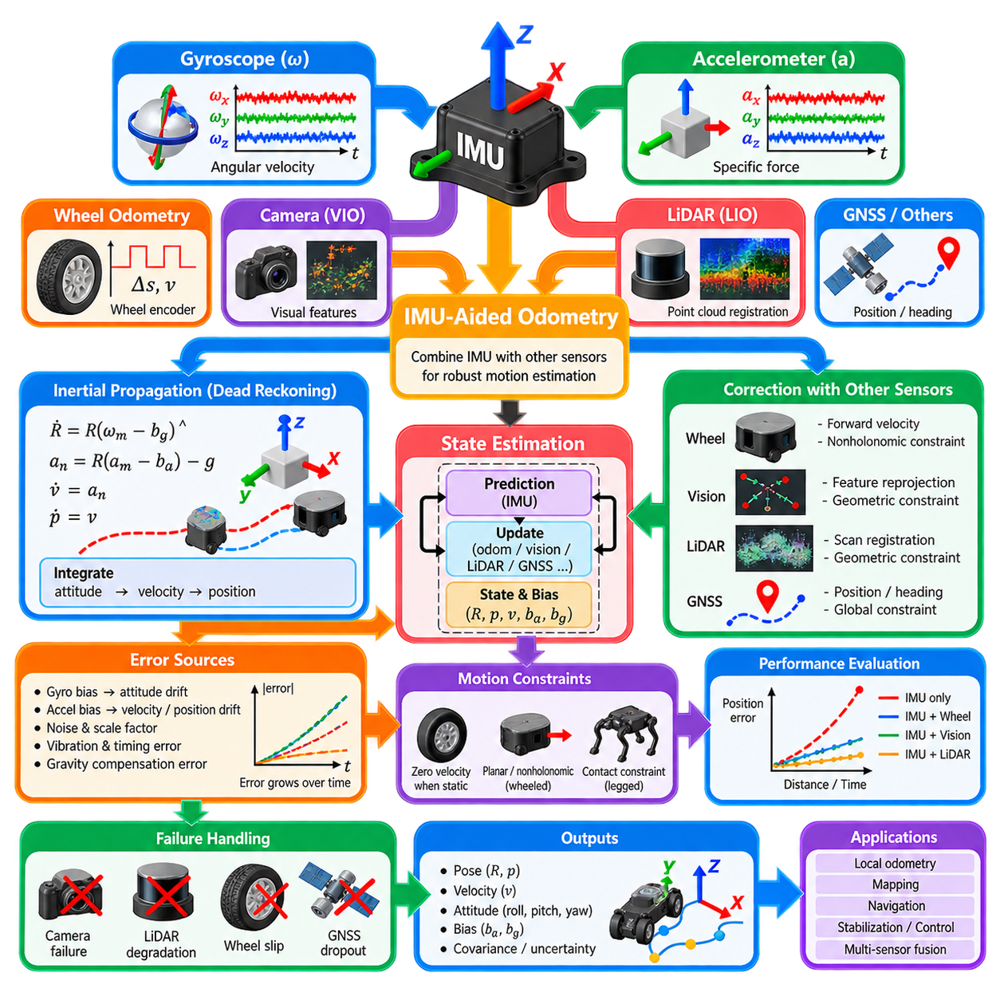 Gyroscope (ω)
ωx
ωy
ωz
t
Angular velocity
Z
X
IMU
Accelerometer (a)
ax
ay
az
t
Specific force
Wheel Odometry
Δs, v
Wheel encoder
Camera (VIO)
Visual features
LiDAR (LIO)
Point cloud registration
GNSS / Others
Position / heading
IMU-Aided Odometry
Combine IMU with other sensors
for robust motion estimation
Inertial Propagation (Dead Reckoning)
Ṙ = R(ωm − bg)^
an = R(am − ba) − g
v̇ = an
ṗ = v
Z
X
y
Integrate
attitude → velocity → position
State Estimation
Prediction
(IMU)
Update
(odom / vision /
LiDAR / GNSS ...)
State & Bias
(R, p, v, ba, bg)
Correction with Other Sensors
Wheel
- Forward velocity
- Nonholonomic constraint
Vision
- Feature reprojection
- Geometric constraint
LiDAR
- Scan registration
- Geometric constraint
GNSS
- Position / heading
- Global constraint
Error Sources
• Gyro bias → attitude drift
• Accel bias → velocity / position drift
• Noise & scale factor
• Vibration & timing error
• Gravity compensation error
|error|
t
Error grows over time
Motion Constraints
Zero velocity
when static
Planar / nonholonomic
(wheeled)
Contact constraint
(legged)
Performance Evaluation
Position
error
Distance / Time
IMU only
IMU + Wheel
IMU + Vision
IMU + LiDAR
Failure Handling
Camera
failure
LiDAR
degradation
Wheel slip
GNSS
dropout
Outputs
• Pose (R, p)
• Velocity (v)
• Attitude (roll, pitch, yaw)
• Bias (ba, bg)
• Covariance / uncertainty
y
Z
X
Applications
Local odometry
Mapping
Navigation
Stabilization / Control
Multi-sensor fusion